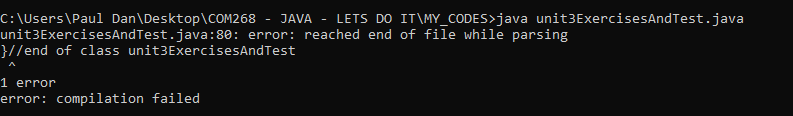 C:\Users\Paul Dan\Desktop\COM268 - JAVA - LETS DO IT\MY_CODES>java unit3ExercisesAndTest.java
unit3ExercisesAndTest.java:80: error: reached end of file while parsing
}//end of class unit3ExercisesAndTest
 ^
1 error
error: compilation failed